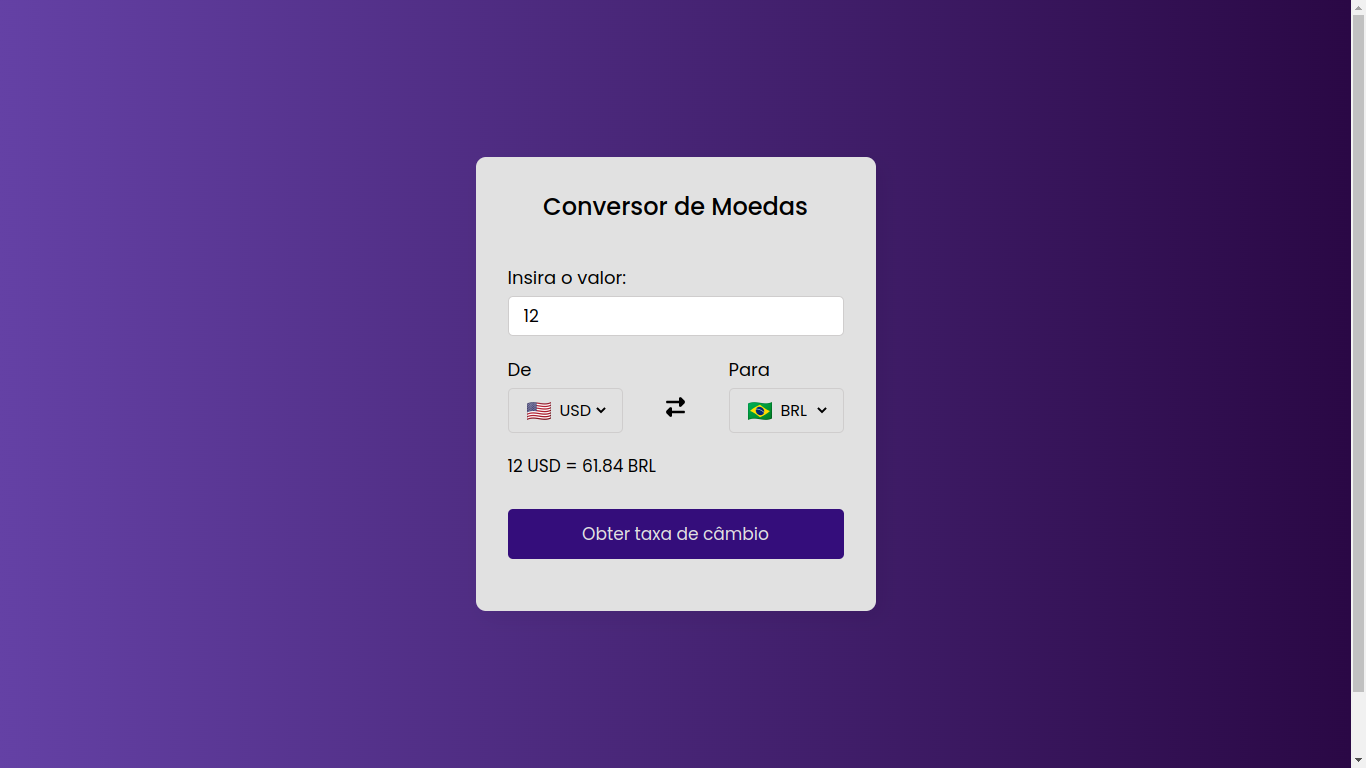 Conversor de Moedas
Insira o valor:
12
De Para
USD BRL
12 USD = 61.84 BRL
Obter taxa de câmbio